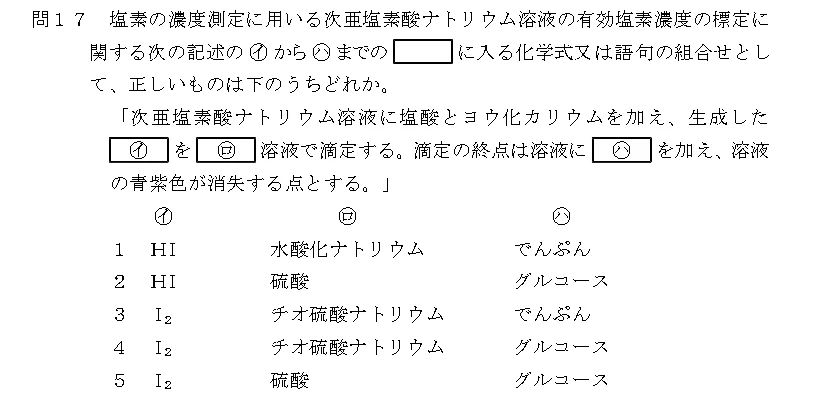 問１７　塩素の濃度測定に用いる次亜塩素酸ナトリウム溶液の有効塩素濃度の標定に
関する次の記述の㋑から㋩までの　　　に入る化学式又は語句の組合せとし
て、正しいものは下のうちどれか。
「次亜塩素酸ナトリウム溶液に塩酸とヨウ化カリウムを加え、生成した
㋑を㋺溶液で滴定する。滴定の終点は溶液に㋩を加え、溶液
の青紫色が消失する点とする。」
㋑　㋺　㋩
１　HI　水酸化ナトリウム　でんぷん
２　HI　硫酸　グルコース
３　I₂　チオ硫酸ナトリウム　でんぷん
４　I₂　チオ硫酸ナトリウム　グルコース
５　I₂　硫酸　グルコース